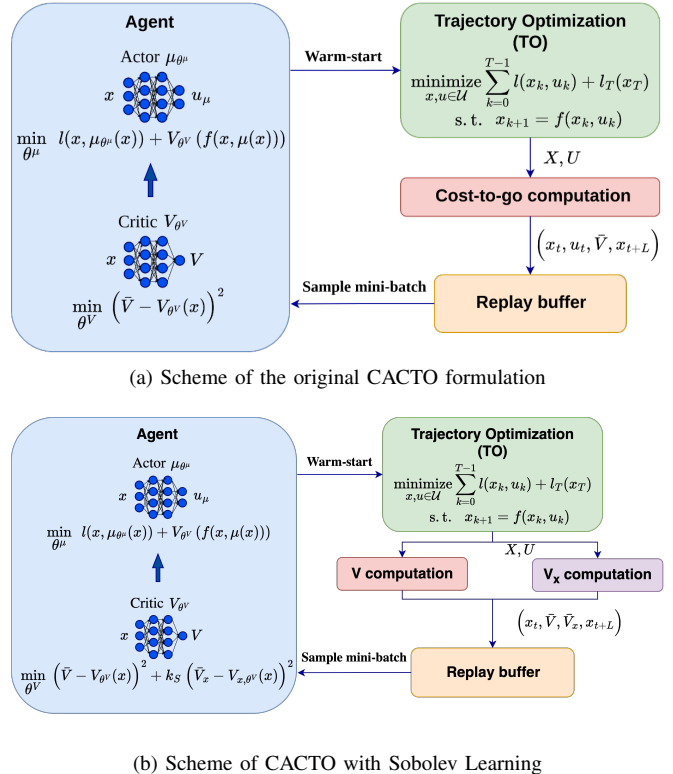 Agent
Actor μ_{θ^μ}
x
u_μ
min_{θ^μ} l(x, μ_{θ^μ}(x)) + V_{θ^V} (f(x, μ(x)))
Critic V_{θ^V}
x
V
min_{θ^V} (V̄ − V_{θ^V}(x))^2
Warm-start
Trajectory Optimization
(TO)
minimize_{x,u∈𝒰} ∑_{k=0}^{T−1} l(x_k, u_k) + l_T(x_T)
s. t. x_{k+1} = f(x_k, u_k)
X, U
Cost-to-go computation
(x_t, u_t, V̄, x_{t+L})
Sample mini-batch
Replay buffer
(a) Scheme of the original CACTO formulation
Agent
Actor μ_{θ^μ}
x
u_μ
min_{θ^μ} l(x, μ_{θ^μ}(x)) + V_{θ^V} (f(x, μ(x)))
Critic V_{θ^V}
x
V
min_{θ^V} (V̄ − V_{θ^V}(x))^2 + k_S (V̄_x − V_{x,θ^V}(x))^2
Warm-start
Trajectory Optimization
(TO)
minimize_{x,u∈𝒰} ∑_{k=0}^{T−1} l(x_k, u_k) + l_T(x_T)
s. t. x_{k+1} = f(x_k, u_k)
X, U
V computation
V_x computation
(x_t, V̄, V̄_x, x_{t+L})
Sample mini-batch
Replay buffer
(b) Scheme of CACTO with Sobolev Learning